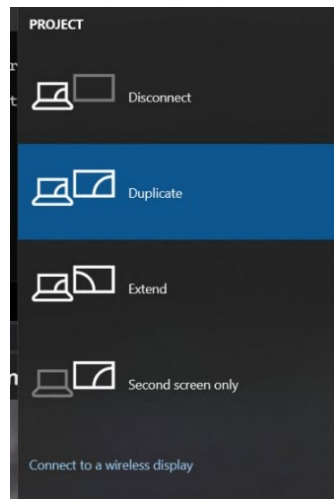 PROJECT
Disconnect
Duplicate
Extend
Second screen only
Connect to a wireless display